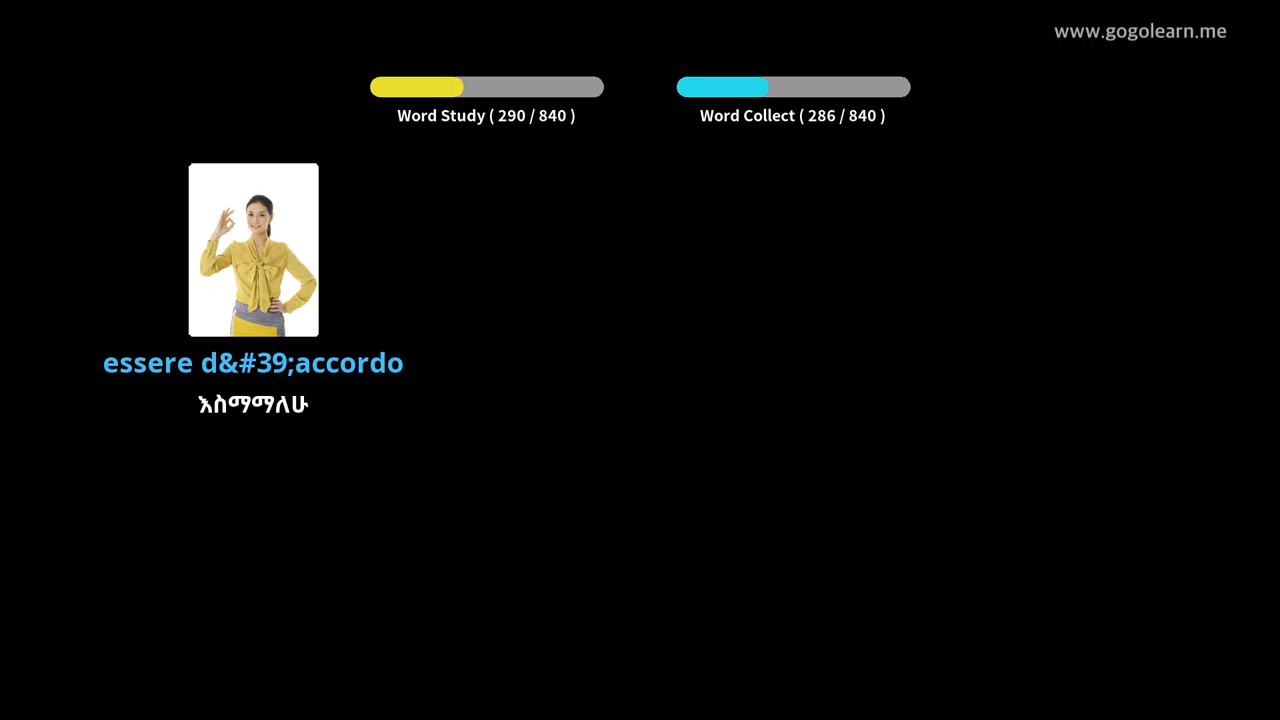 www.gogolearn.me
Word Study ( 290 / 840 )
Word Collect ( 286 / 840 )
essere d&#39;accordo
እስማማለሁ